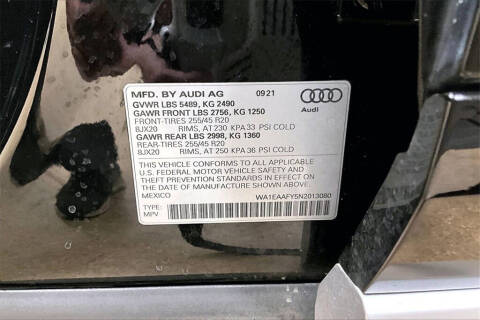 MFD. BY AUDI AG 09 21
GVWR LBS 5489, KG 2490
GAWR FRONT LBS 2756, KG 1250
FRONT-TIRES 255/45 R20
8JX20 RIMS, AT 230 KPA 33 PSI COLD
GAWR REAR LBS 2998, KG 1360
REAR-TIRES 255/45 R20
8JX20 RIMS, AT 250 KPA 36 PSI COLD
Audi
THIS VEHICLE CONFORMS TO ALL APPLICABLE
U.S. FEDERAL MOTOR VEHICLE SAFETY AND
THEFT PREVENTION STANDARDS IN EFFECT ON
THE DATE OF MANUFACTURE SHOWN ABOVE.
MEXICO WA1EAAFY5N2013080
TYPE:
MPV